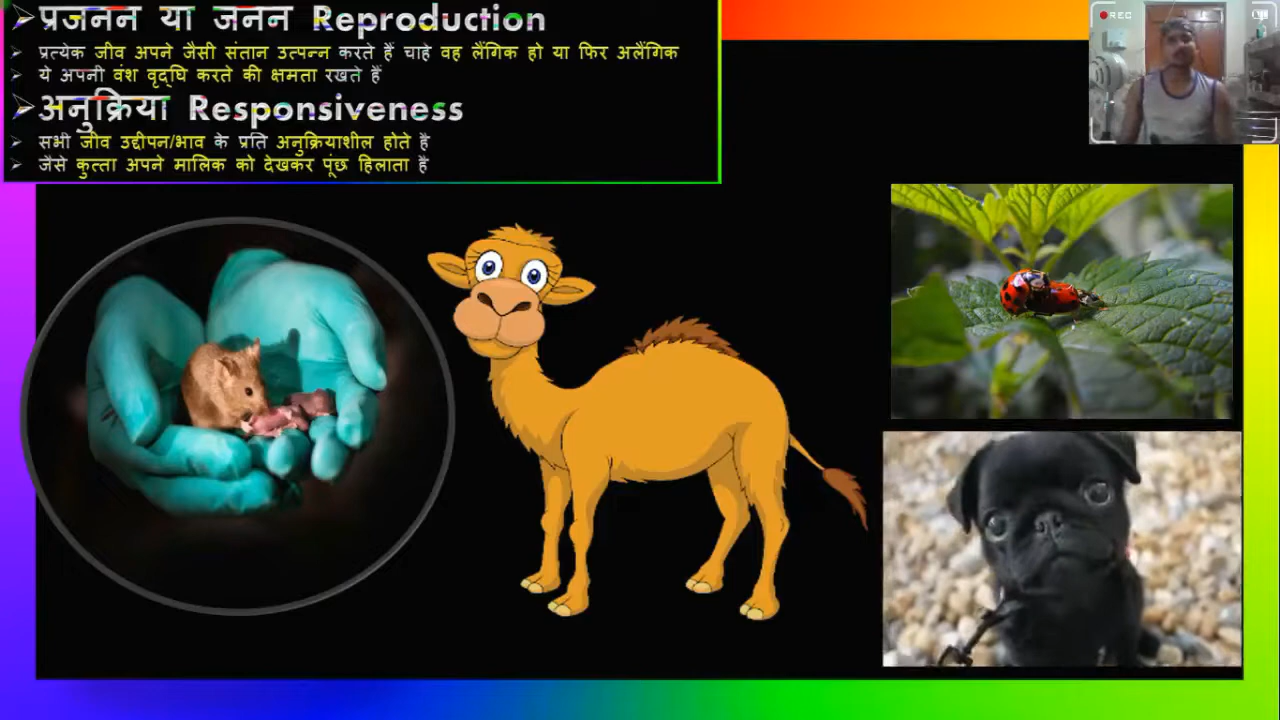 ➢प्रजनन या जनन Reproduction
➢ प्रत्येक जीव अपने जैसी संतान उत्पन्न करते हैं चाहे वह लैंगिक हो या फिर अलैंगिक
➢ ये अपनी वंश वृद्घि करते की क्षमता रखते हैं
➢अनुक्रिया Responsiveness
➢ सभी जीव उद्दीपन/भाव के प्रति अनुक्रियाशील होते है
➢ जैसे कुत्ता अपने मालिक को देखकर पूंछ हिलाता है
REC